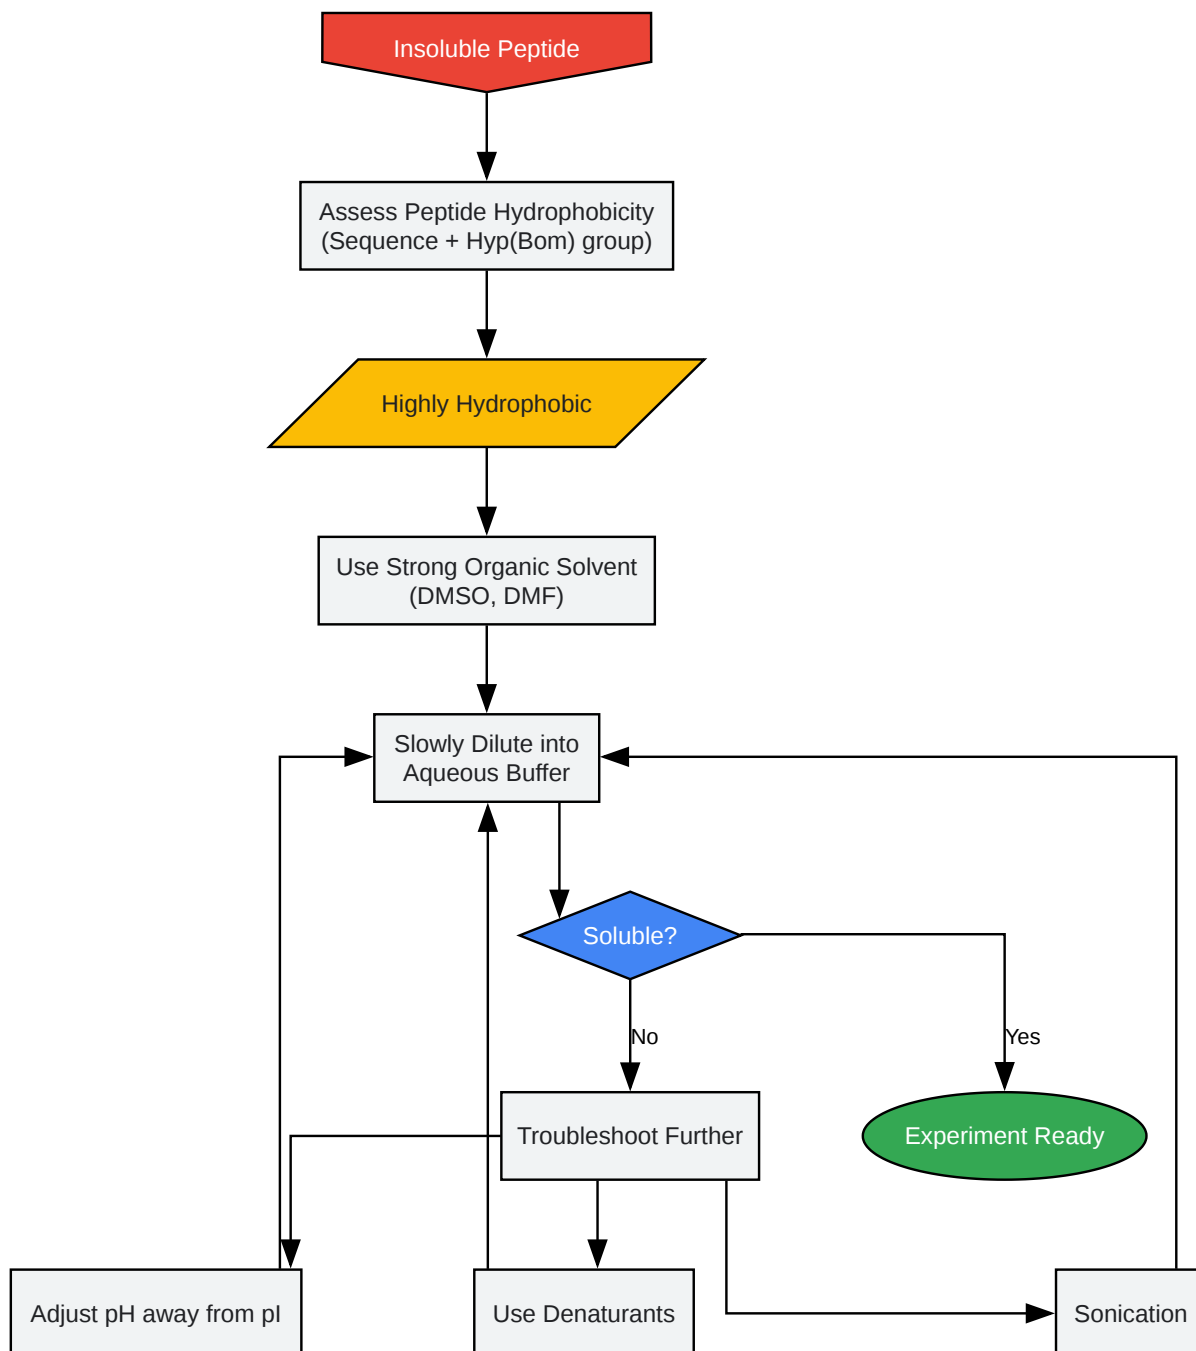 Insoluble Peptide
Assess Peptide Hydrophobicity
(Sequence + Hyp(Bom) group)
Highly Hydrophobic
Use Strong Organic Solvent
(DMSO, DMF)
Slowly Dilute into
Aqueous Buffer
Soluble?
No
Yes
Troubleshoot Further
Experiment Ready
Adjust pH away from pI
Use Denaturants
Sonication